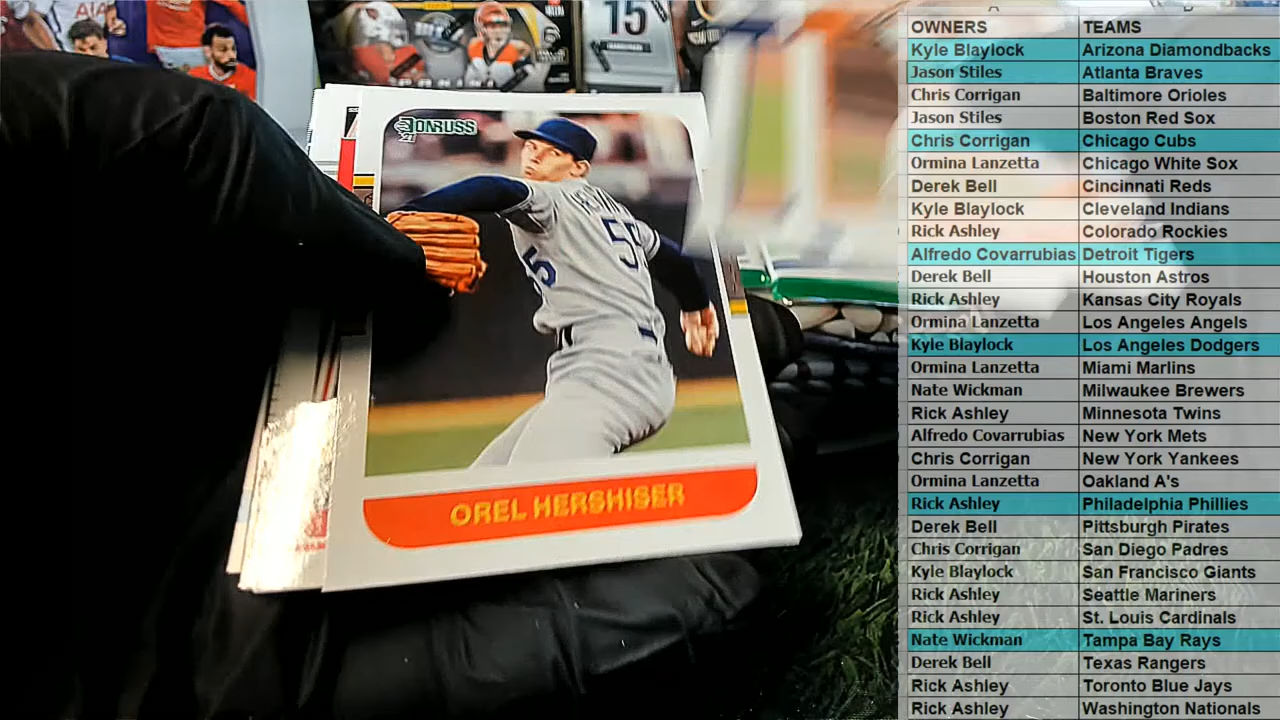 15
DONRUSS
21
55
OREL HERSHISER
OWNERS TEAMS
Kyle Blaylock Arizona Diamondbacks
Jason Stiles Atlanta Braves
Chris Corrigan Baltimore Orioles
Jason Stiles Boston Red Sox
Chris Corrigan Chicago Cubs
Ormina Lanzetta Chicago White Sox
Derek Bell Cincinnati Reds
Kyle Blaylock Cleveland Indians
Rick Ashley Colorado Rockies
Alfredo Covarrubias Detroit Tigers
Derek Bell Houston Astros
Rick Ashley Kansas City Royals
Ormina Lanzetta Los Angeles Angels
Kyle Blaylock Los Angeles Dodgers
Ormina Lanzetta Miami Marlins
Nate Wickman Milwaukee Brewers
Rick Ashley Minnesota Twins
Alfredo Covarrubias New York Mets
Chris Corrigan New York Yankees
Ormina Lanzetta Oakland A's
Rick Ashley Philadelphia Phillies
Derek Bell Pittsburgh Pirates
Chris Corrigan San Diego Padres
Kyle Blaylock San Francisco Giants
Rick Ashley Seattle Mariners
Rick Ashley St. Louis Cardinals
Nate Wickman Tampa Bay Rays
Derek Bell Texas Rangers
Rick Ashley Toronto Blue Jays
Rick Ashley Washington Nationals